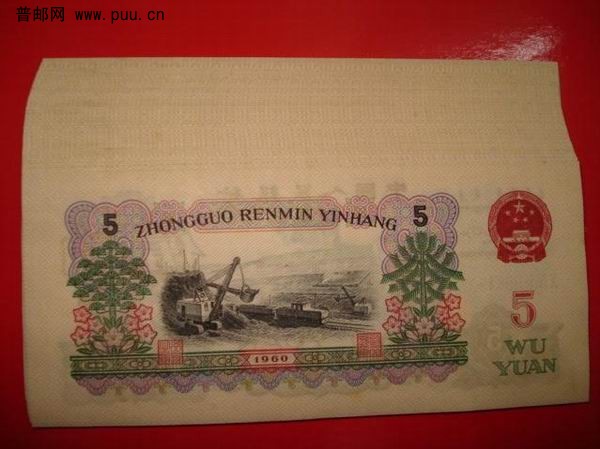 普邮网 www.puu.cn
5 ZHONGGUO RENMIN YINHANG 5
1960
5
WU
YUAN